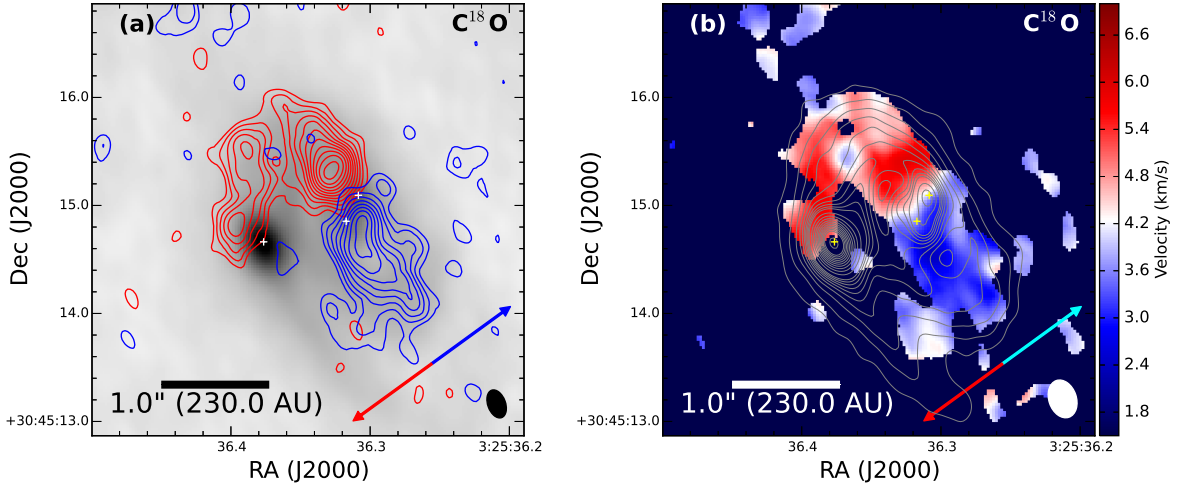 (a)
C¹⁸O
16.0
15.0
14.0
+30:45:13.0
Dec (J2000)
1.0" (230.0 AU)
36.4
36.3
3:25:36.2
RA (J2000)
(b)
C¹⁸O
16.0
15.0
14.0
+30:45:13.0
Dec (J2000)
1.0" (230.0 AU)
36.4
36.3
3:25:36.2
RA (J2000)
6.6
6.0
5.4
4.8
4.2
3.6
3.0
2.4
1.8
Velocity (km/s)